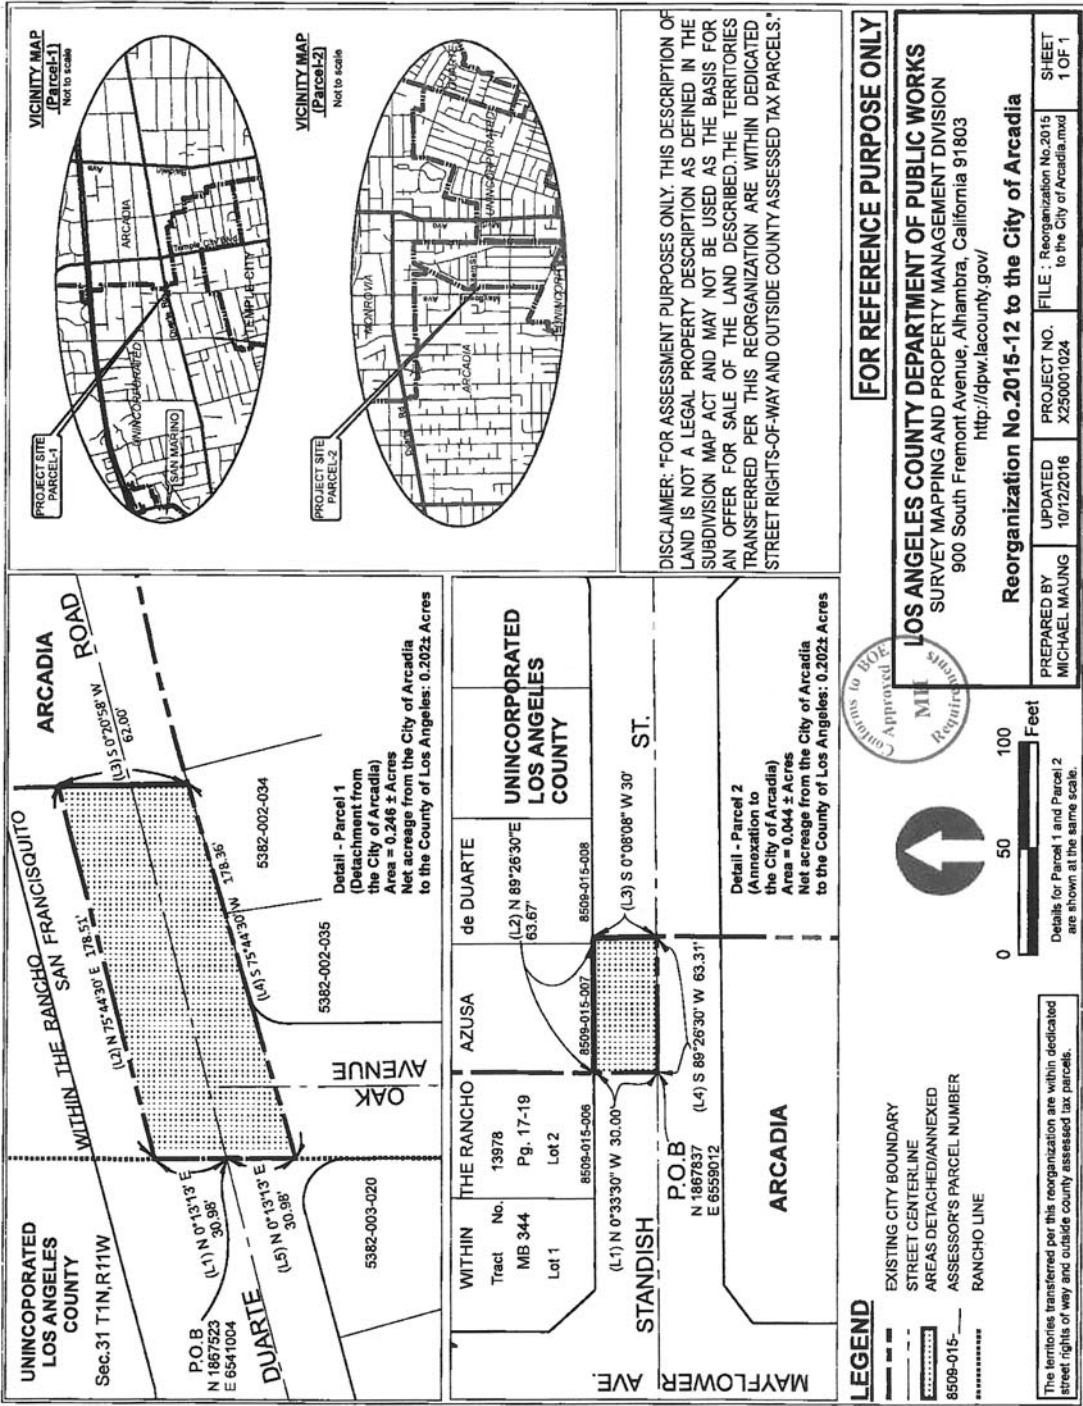 UNINCOPORATED
LOS ANGELES
COUNTY
Sec.31 T1N,R11W
WITHIN THE RANCHO
SAN FRANCISQUITO
ARCADIA
(L2) N 75°44'30' E 178.51'
(L3) S 0°20'58' W
62.00'
(L1) N 0°13'13' E
30.98'
P.O.B
N 1867523
E 6541004
DUARTE
ROAD
(L5) N 0°13'13' E
30.98'
(L4) S 75°44'30' W 178.36'
5382-003-020
OAK
AVENUE
5382-002-035
5382-002-034
Detail - Parcel 1
(Detachment from
the City of Arcadia)
Area = 0.246 ± Acres
Net acreage from the City of Arcadia
to the County of Los Angeles: 0.202± Acres
VICINITY MAP
(Parcel-1)
Not to scale
PROJECT SITE
PARCEL-1
SAN MARINO
UNINCORPORATED
ARCADIA
Temple City Blvd
Baldwin
Ave
TEMPLE CITY
VICINITY MAP
(Parcel-2)
Not to scale
PROJECT SITE
PARCEL-2
MONROVIA
ARCADIA
Ave
Ave
UNINCORPORATED
WITHIN THE RANCHO AZUSA de DUARTE
Tract No. 13978
MB 344 Pg. 17-19
Lot 1 Lot 2
(L2) N 89°26'30"E
63.67'
UNINCORPORATED
LOS ANGELES
COUNTY
8509-015-006
8509-015-007
8509-015-008
(L1) N 0°33'30' W 30.00'
(L3) S 0°08'08" W 30'
STANDISH
ST.
P.O.B
N 1867837
E 6559012
(L4) S 89°26'30' W 63.31'
MAYFLOWER AVE.
ARCADIA
Detail - Parcel 2
(Annexation to
the City of Arcadia)
Area = 0.044 ± Acres
Net acreage from the City of Arcadia
to the County of Los Angeles: 0.202± Acres
DISCLAIMER: "FOR ASSESSMENT PURPOSES ONLY. THIS DESCRIPTION OF
LAND IS NOT A LEGAL PROPERTY DESCRIPTION AS DEFINED IN THE
SUBDIVISION MAP ACT AND MAY NOT BE USED AS THE BASIS FOR
AN OFFER FOR SALE OF THE LAND DESCRIBED.THE TERRITORIES
TRANSFERRED PER THIS REORGANIZATION ARE WITHIN DEDICATED
STREET RIGHTS-OF-WAY AND OUTSIDE COUNTY ASSESSED TAX PARCELS."
LEGEND
EXISTING CITY BOUNDARY
STREET CENTERLINE
AREAS DETACHED/ANNEXED
8509-015-___ ASSESSOR'S PARCEL NUMBER
RANCHO LINE
The territories transferred per this reorganization are within dedicated
street rights of way and outside county assessed tax parcels.
0 50 100
Feet
Details for Parcel 1 and Parcel 2
are shown at the same scale.
Conforms to BOE
Approved
MH
Requirements
FOR REFERENCE PURPOSE ONLY
LOS ANGELES COUNTY DEPARTMENT OF PUBLIC WORKS
SURVEY MAPPING AND PROPERTY MANAGEMENT DIVISION
900 South Fremont Avenue, Alhambra, California 91803
http://dpw.lacounty.gov/
Reorganization No.2015-12 to the City of Arcadia
PREPARED BY
MICHAEL MAUNG
UPDATED
10/12/2016
PROJECT NO.
X250001024
FILE : Reorganization No.2015
to the City of Arcadia.mxd
SHEET
1 OF 1